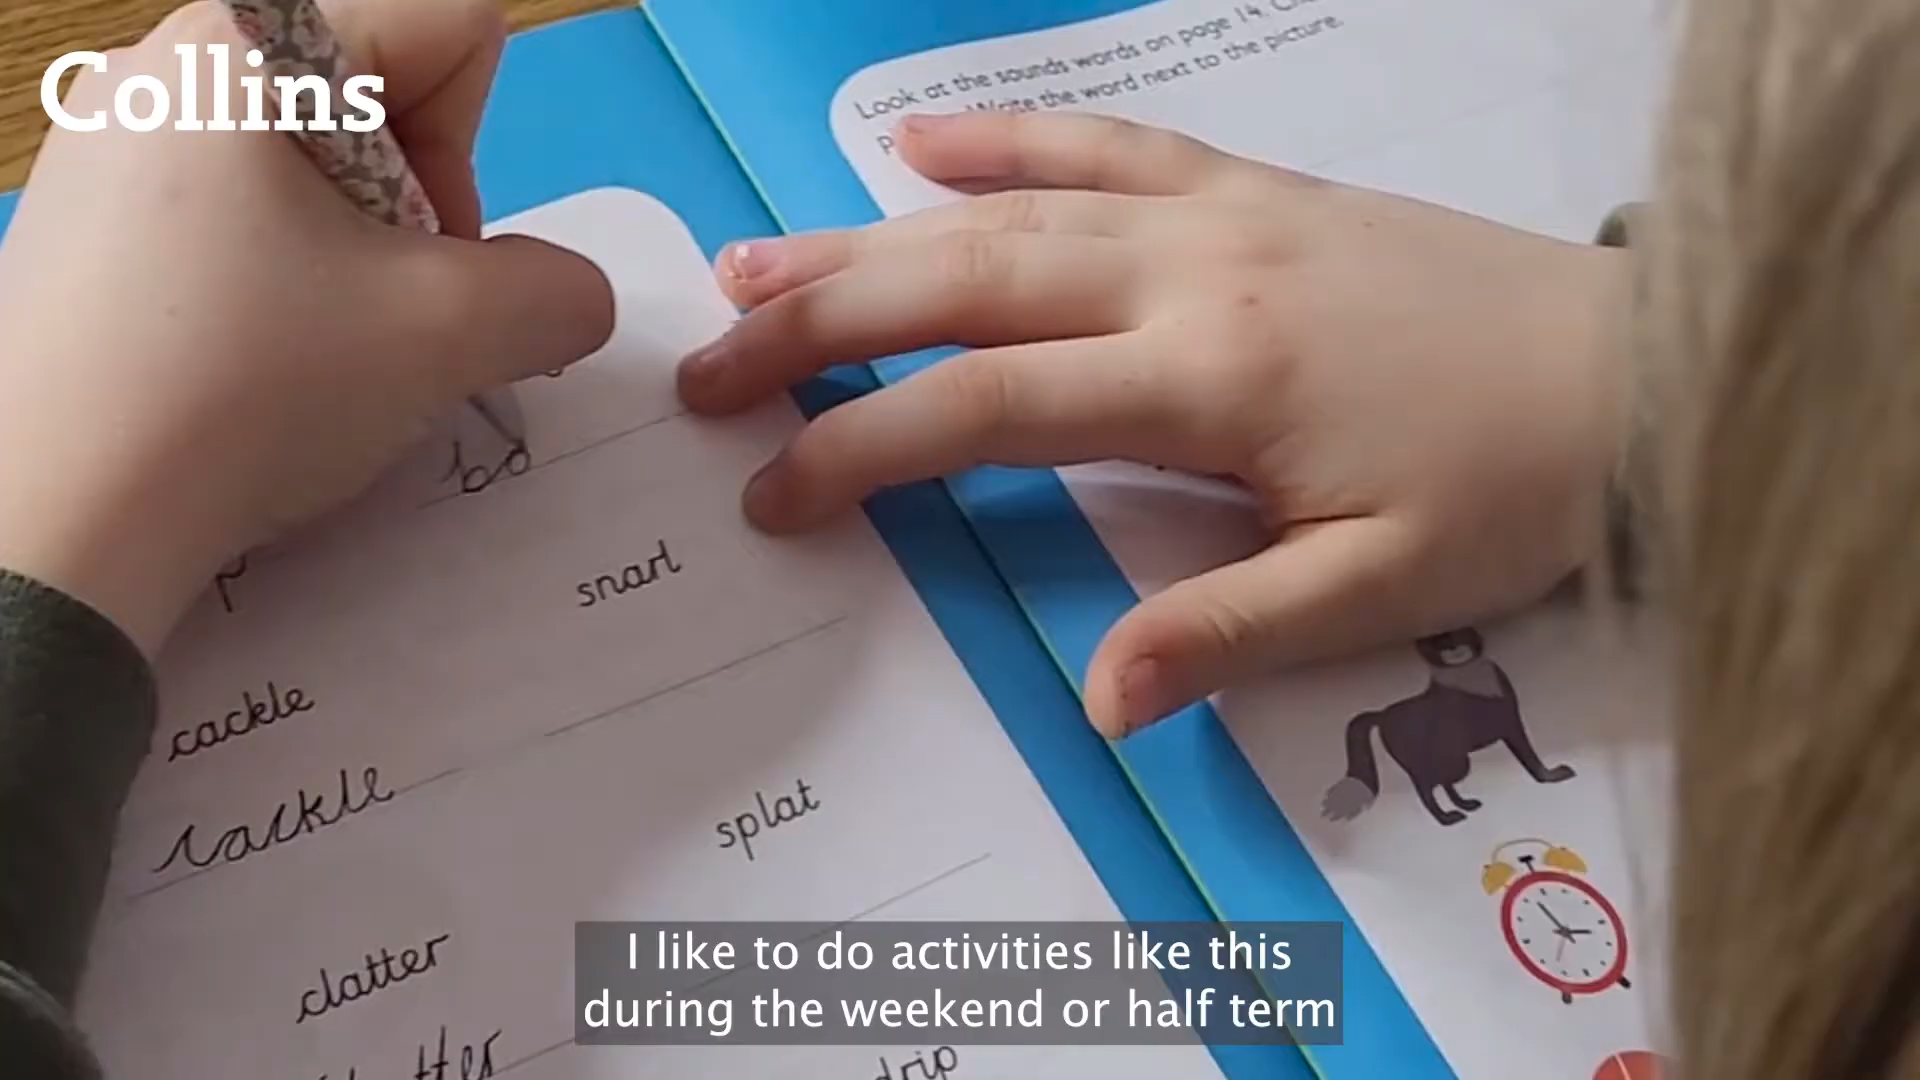 Collins
Look at the sounds words on page 14.
Write the word next to the picture.
bo
snarl
cackle
cackle
splat
clatter
I like to do activities like this
during the weekend or half term
drip